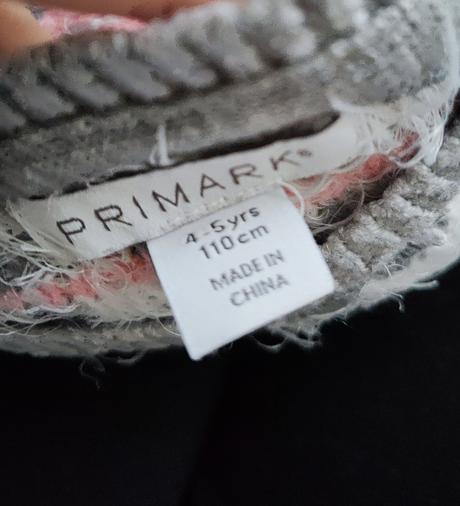 PRIMARK®
4-5yrs
110cm
MADE IN
CHINA